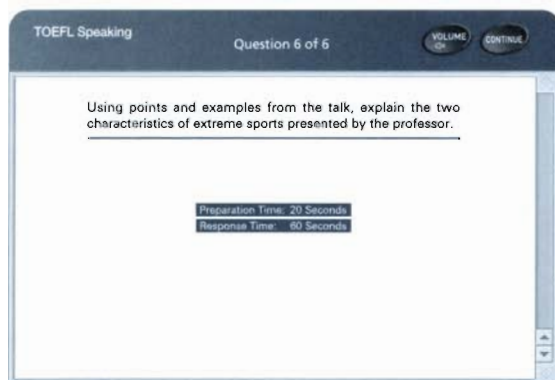 TOEFL Speaking
Question 6 of 6
VOLUME
CONTINUE
Using points and examples from the talk, explain the two
characteristics of extreme sports presented by the professor.
Preparation Time: 20 Seconds
Response Time: 60 Seconds